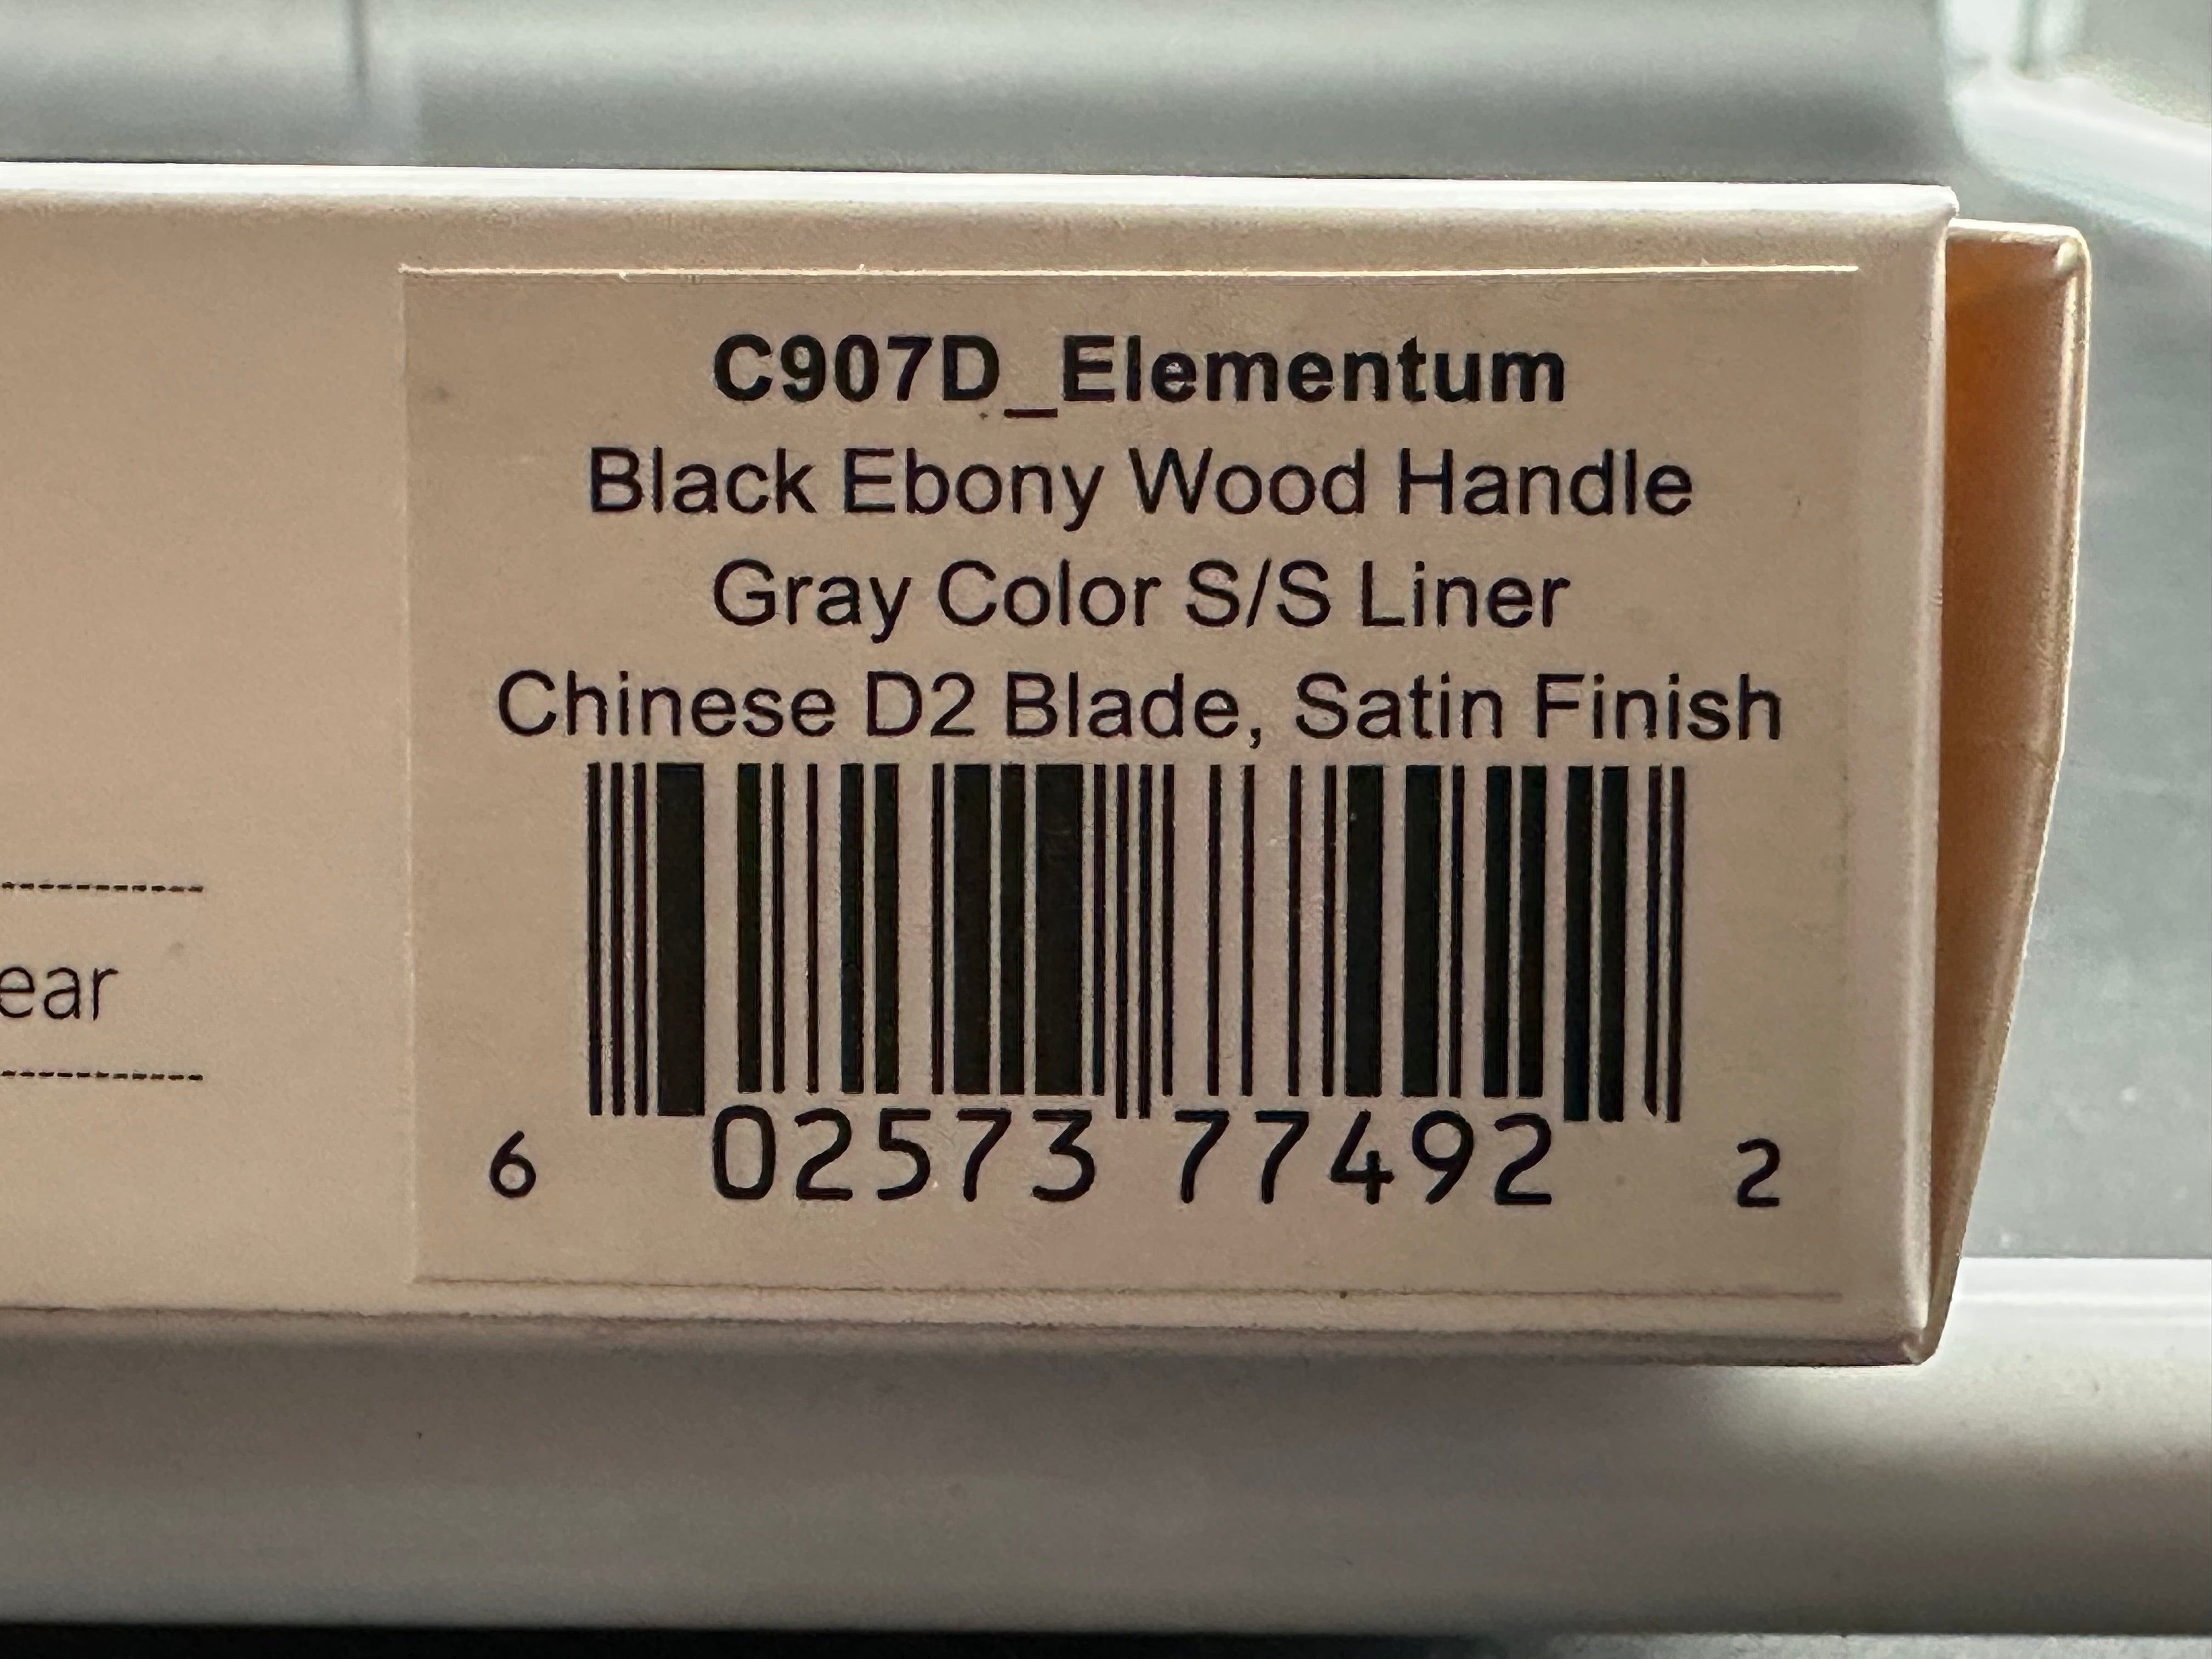 C907D_Elementum
Black Ebony Wood Handle
Gray Color S/S Liner
Chinese D2 Blade, Satin Finish
6 02573 77492 2
ear